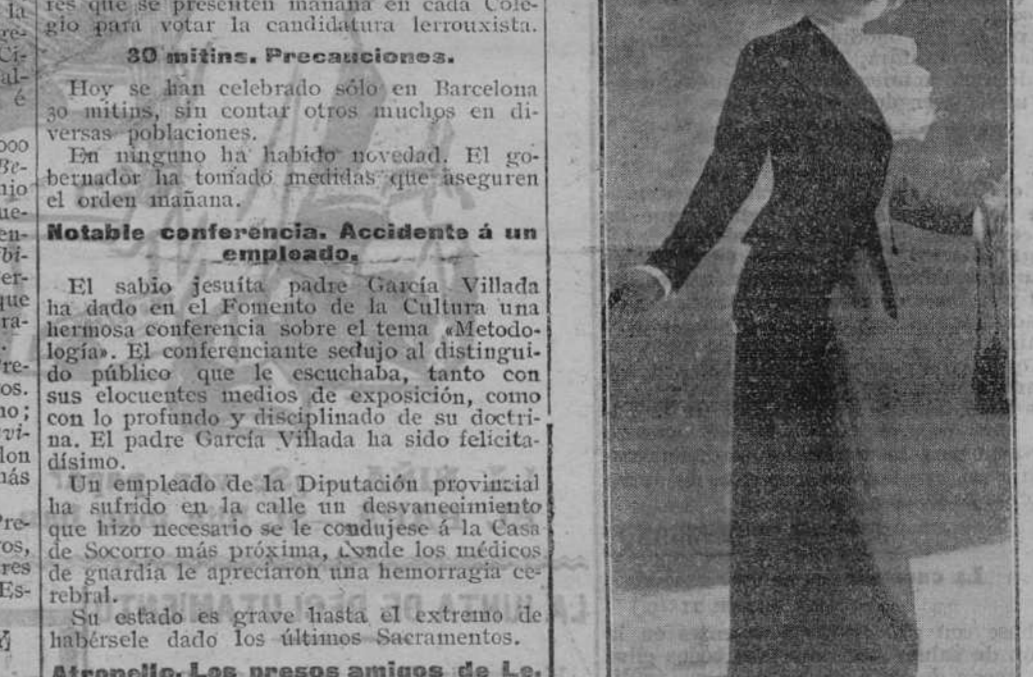 res que se presenten mañana en cada Cole-
gio para votar la candidatura lerrouxista.
30 mitins. Precauciones.
Hoy se han celebrado sólo en Barcelona
30 mitins, sin contar otros muchos en di-
versas poblaciones.
En ninguno ha habido novedad. El go-
bernador ha tomado medidas que aseguren
el orden mañana.
Notable conferencia. Accidente á un
empleado.
El sabio jesuíta padre García Villada
ha dado en el Fomento de la Cultura una
hermosa conferencia sobre el tema «Metodo-
logía». El conferenciante sedujo al distingui-
do público que le escuchaba, tanto con
sus elocuentes medios de exposición, como
con lo profundo y disciplinado de su doctri-
na. El padre García Villada ha sido felicita-
dísimo.
Un empleado de la Diputación provincial
ha sufrido en la calle un desvanecimiento
que hizo necesario se le condujese á la Casa
de Socorro más próxima, donde los médicos
de guardia le apreciaron una hemorragia ce-
rebral.
Su estado es grave hasta el extremo de
habérsele dado los últimos Sacramentos.
Atropello. Los presos amigos de Le-